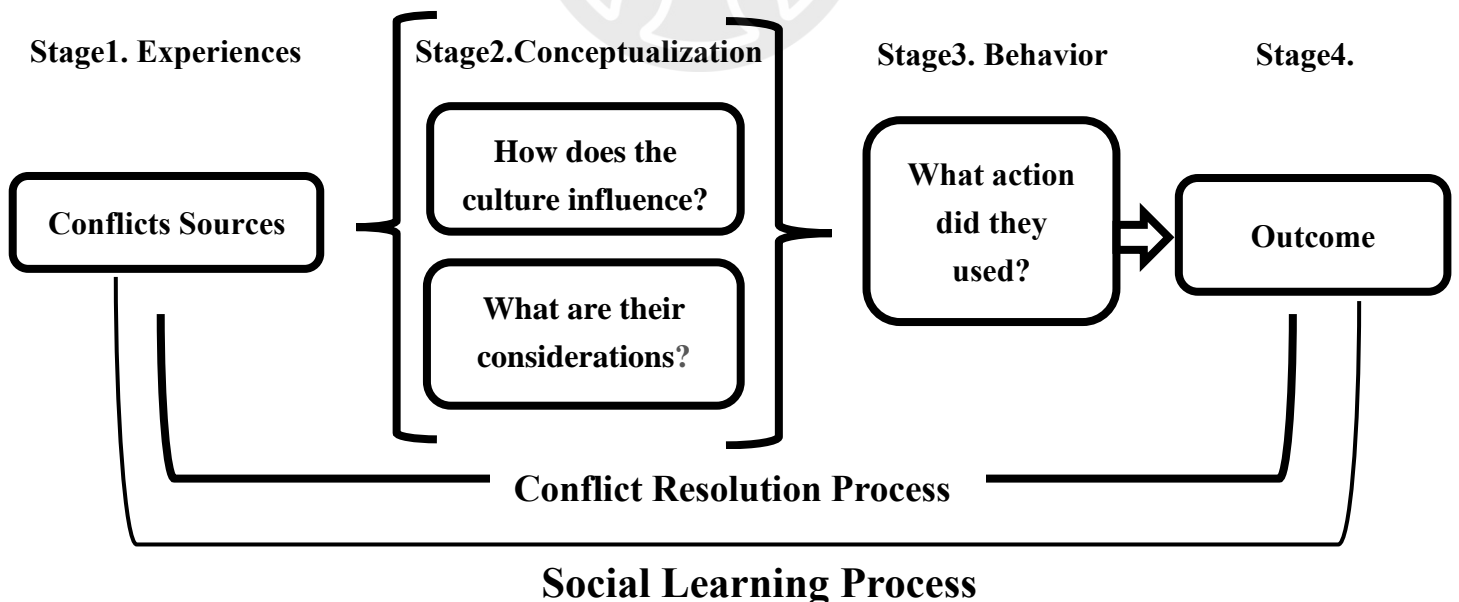 Stage1. Experiences
Stage2.Conceptualization
Stage3. Behavior
Stage4.
Conflicts Sources
How does the
culture influence?
What are their
considerations?
What action
did they
used?
Outcome
Conflict Resolution Process
Social Learning Process